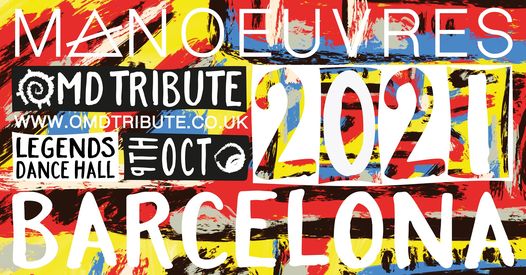 MANOEUVRES
OMD TRIBUTE
WWW.OMDTRIBUTE.CO.UK
LEGENDS
DANCE HALL
9TH OCT
2021
BARCELONA